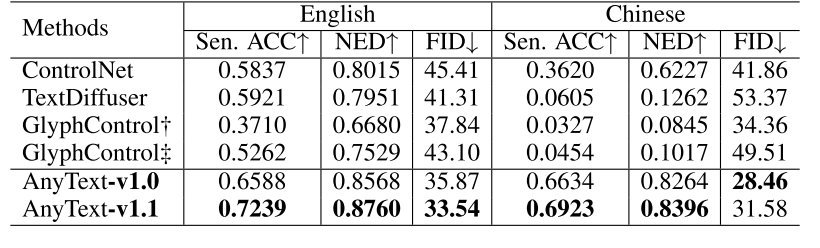 Methods English Chinese
Sen. ACC↑ NED↑ FID↓ Sen. ACC↑ NED↑ FID↓
ControlNet 0.5837 0.8015 45.41 0.3620 0.6227 41.86
TextDiffuser 0.5921 0.7951 41.31 0.0605 0.1262 53.37
GlyphControl† 0.3710 0.6680 37.84 0.0327 0.0845 34.36
GlyphControl‡ 0.5262 0.7529 43.10 0.0454 0.1017 49.51
AnyText-v1.0 0.6588 0.8568 35.87 0.6634 0.8264 28.46
AnyText-v1.1 0.7239 0.8760 33.54 0.6923 0.8396 31.58